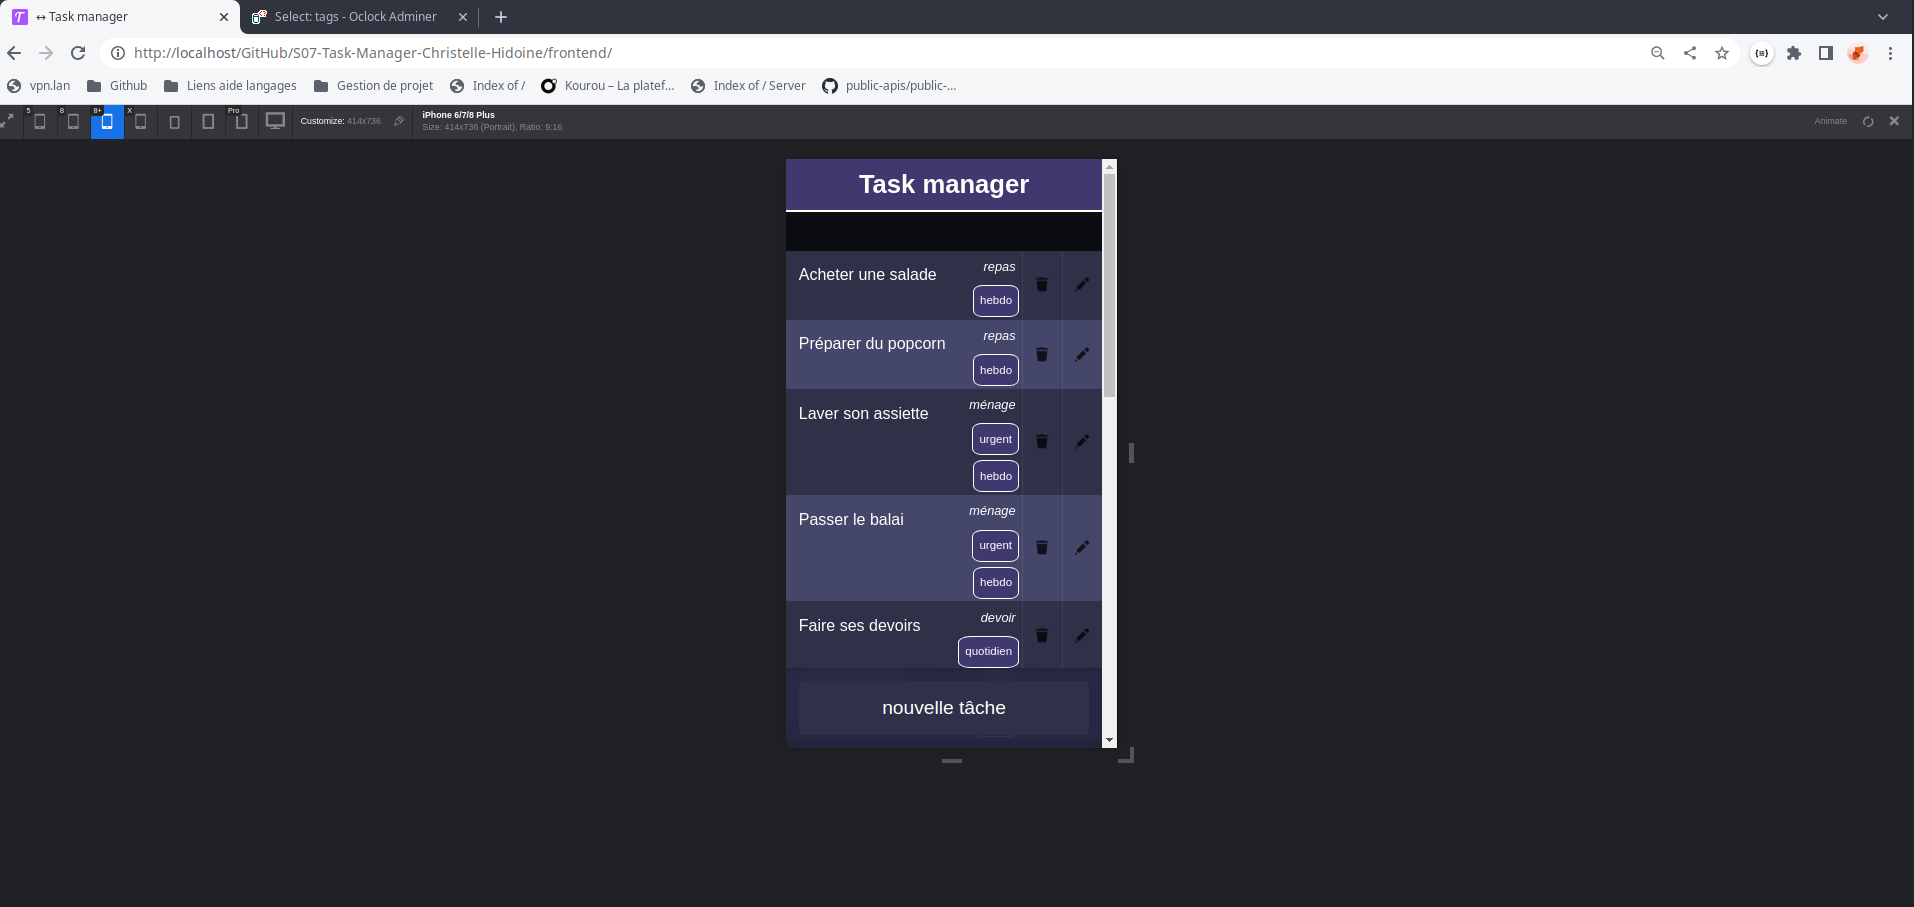 ↔ Task manager
Select: tags - Oclock Adminer
http://localhost/GitHub/S07-Task-Manager-Christelle-Hidoine/frontend/
vpn.lan
Github
Liens aide langages
Gestion de projet
Index of /
Kourou – La platef...
Index of / Server
public-apis/public-...
5
8
8+
X
Pro
Customize: 414x736
iPhone 6/7/8 Plus
Size: 414x736 (Portrait), Ratio: 9:16
Animate
Task manager
Acheter une salade
repas
hebdo
Préparer du popcorn
repas
hebdo
Laver son assiette
ménage
urgent
hebdo
Passer le balai
ménage
urgent
hebdo
Faire ses devoirs
devoir
quotidien
nouvelle tâche